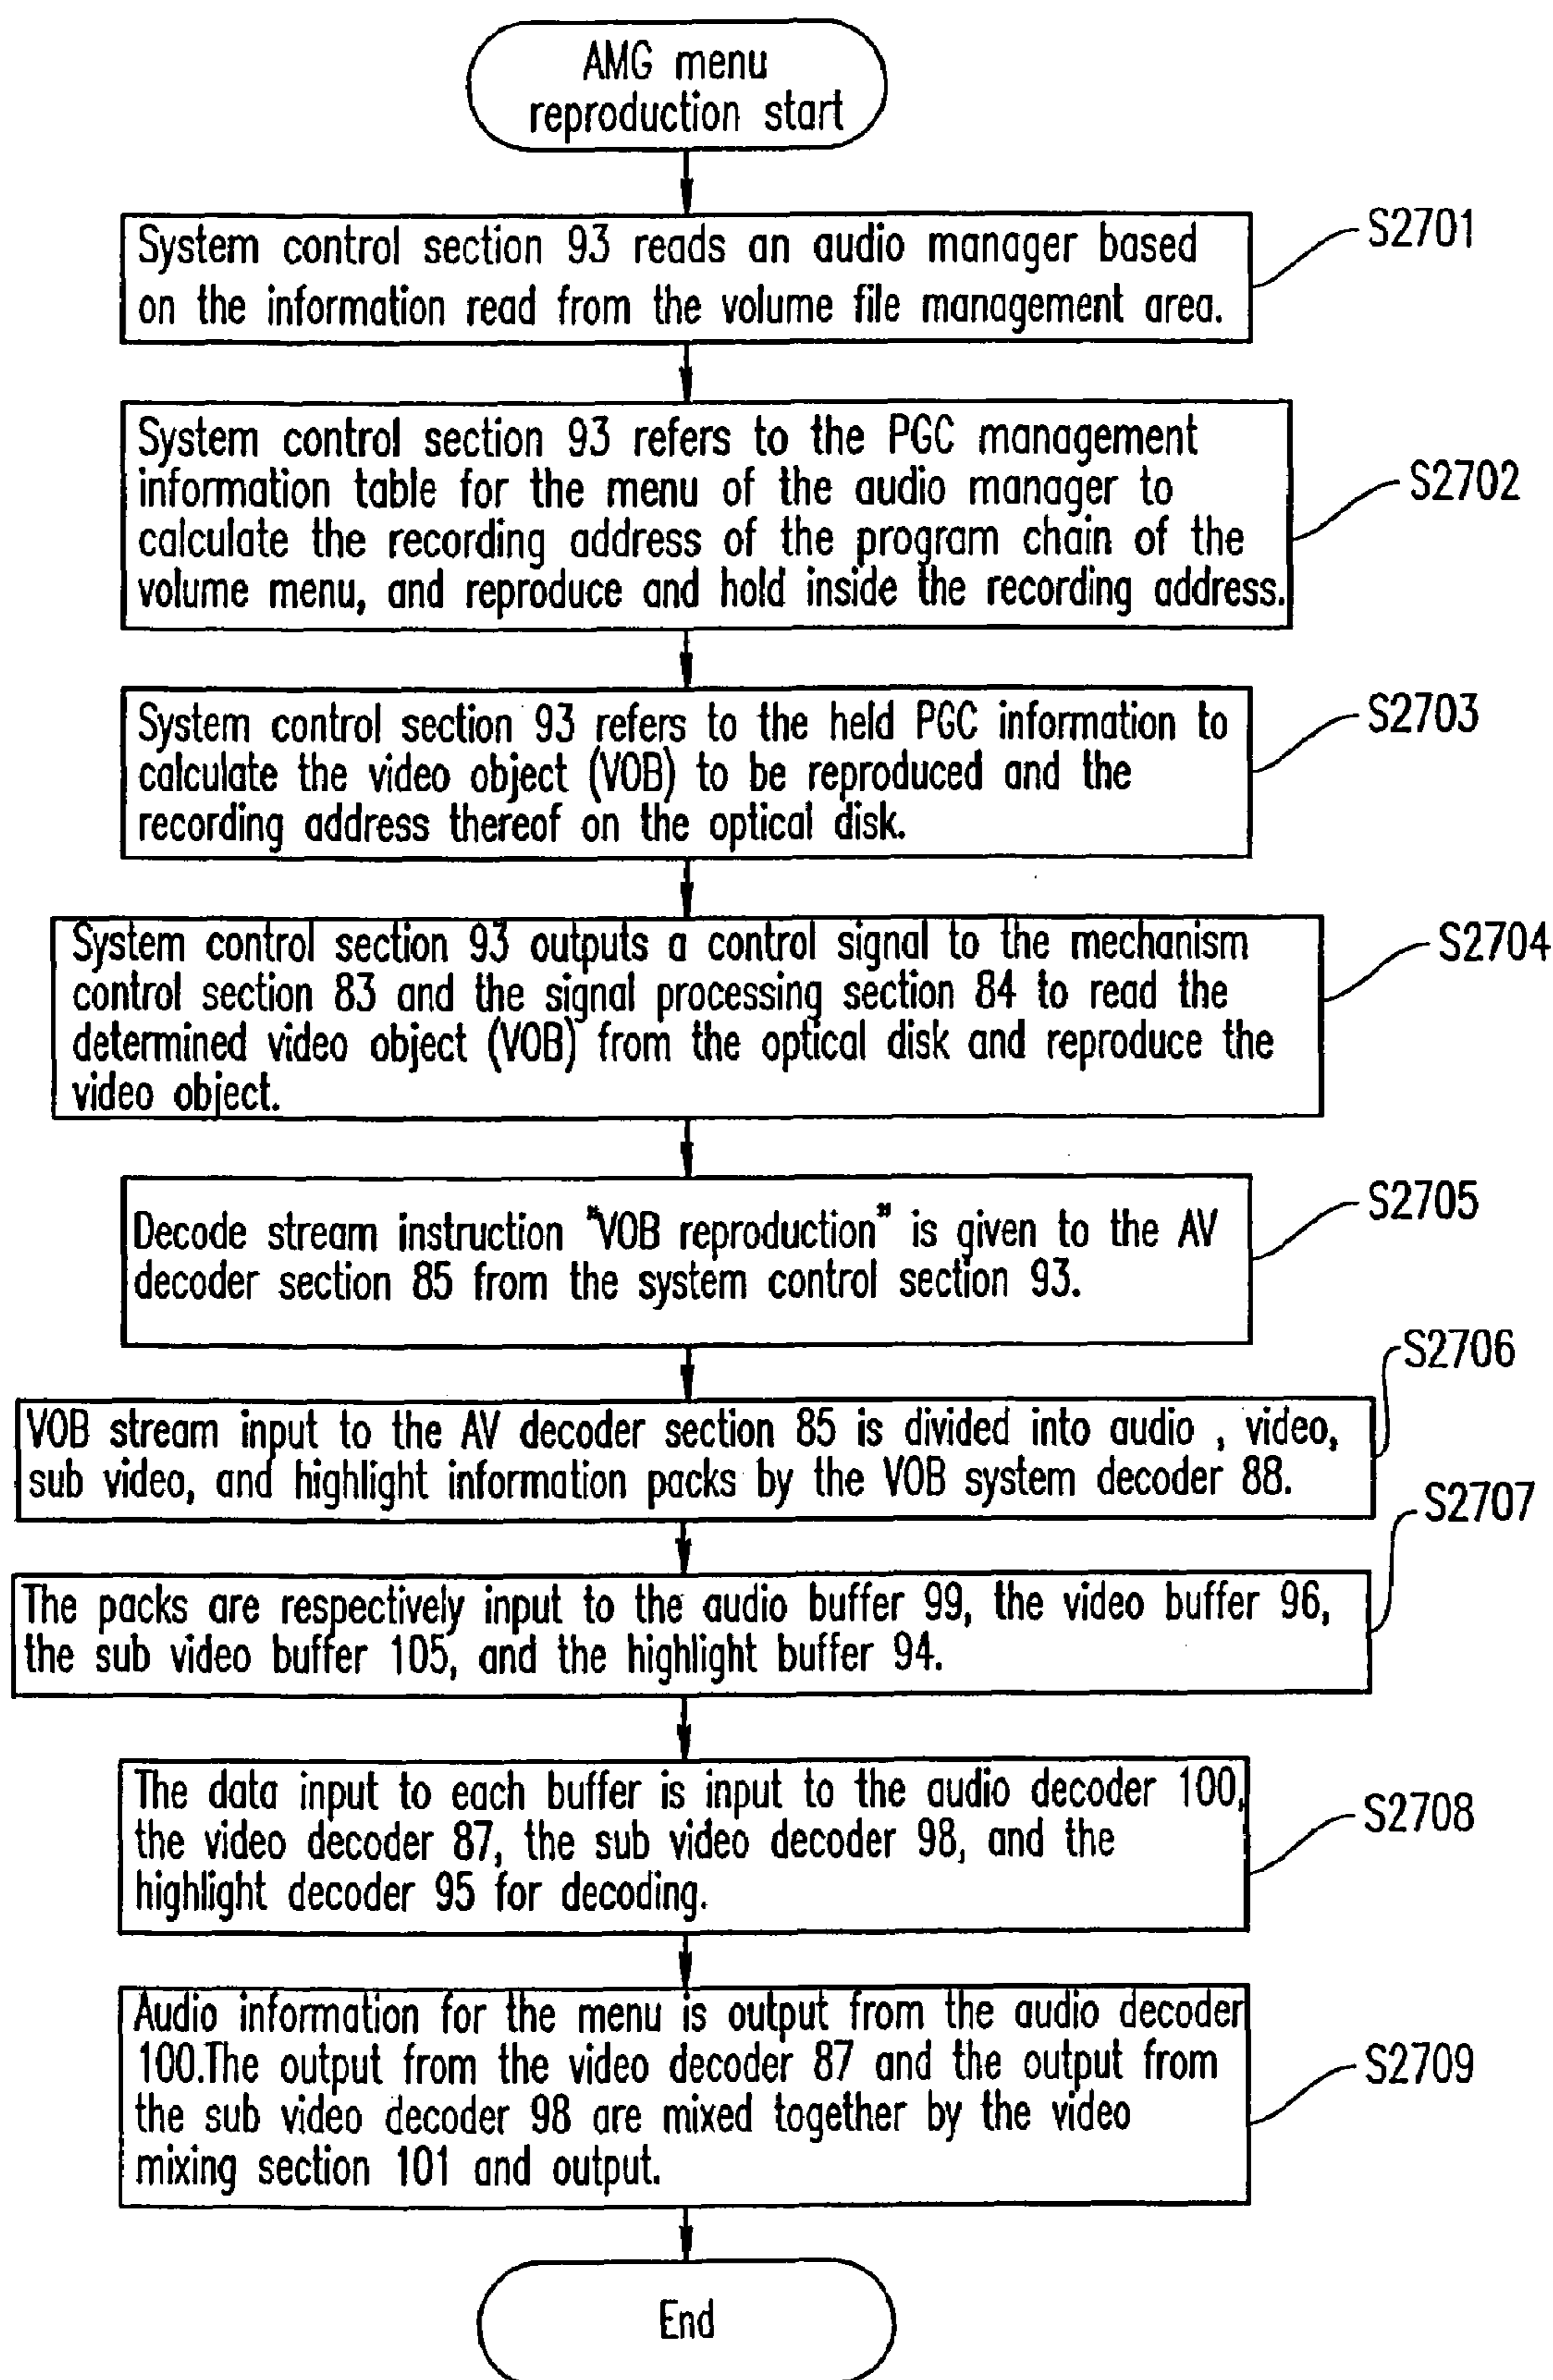 AMG menu
reproduction start
System control section 93 reads an audio manager based
on the information read from the volume file management area.
S2701
System control section 93 refers to the PGC management
information table for the menu of the audio manager to
calculate the recording address of the program chain of the
volume menu, and reproduce and hold inside the recording address.
S2702
System control section 93 refers to the held PGC information to
calculate the video object (VOB) to be reproduced and the
recording address thereof on the optical disk.
S2703
System control section 93 outputs a control signal to the mechanism
control section 83 and the signal processing section 84 to read the
determined video object (VOB) from the optical disk and reproduce the
video object.
S2704
Decode stream instruction "VOB reproduction" is given to the AV
decoder section 85 from the system control section 93.
S2705
VOB stream input to the AV decoder section 85 is divided into audio , video,
sub video, and highlight information packs by the VOB system decoder 88.
S2706
The packs are respectively input to the audio buffer 99, the video buffer 96,
the sub video buffer 105, and the highlight buffer 94.
S2707
The data input to each buffer is input to the audio decoder 100,
the video decoder 87, the sub video decoder 98, and the
highlight decoder 95 for decoding.
S2708
Audio information for the menu is output from the audio decoder
100.The output from the video decoder 87 and the output from
the sub video decoder 98 are mixed together by the video
mixing section 101 and output.
S2709
End